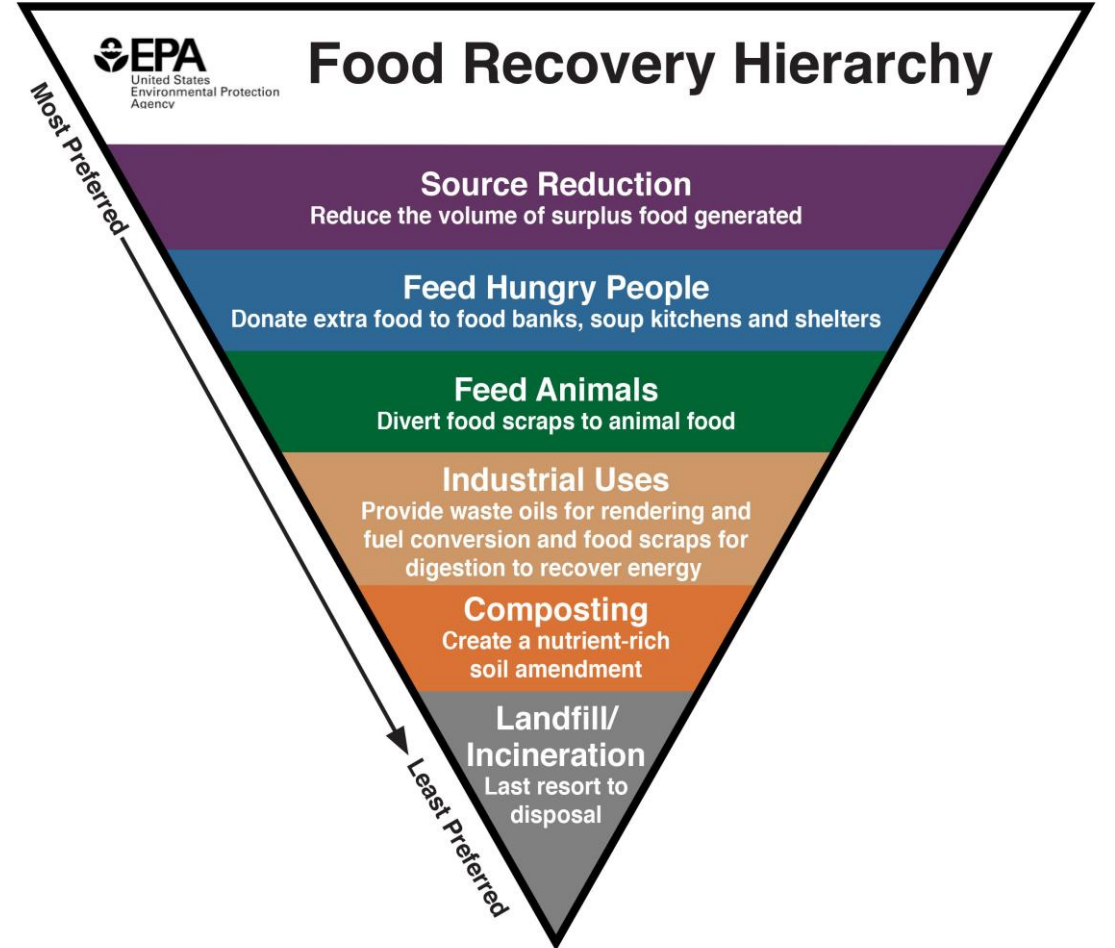 EPA
United States
Environmental Protection
Agency
Food Recovery Hierarchy
Most Preferred
Source Reduction
Reduce the volume of surplus food generated
Feed Hungry People
Donate extra food to food banks, soup kitchens and shelters
Feed Animals
Divert food scraps to animal food
Industrial Uses
Provide waste oils for rendering and
fuel conversion and food scraps for
digestion to recover energy
Composting
Create a nutrient-rich
soil amendment
Landfill/
Incineration
Last resort to
disposal
Least Preferred